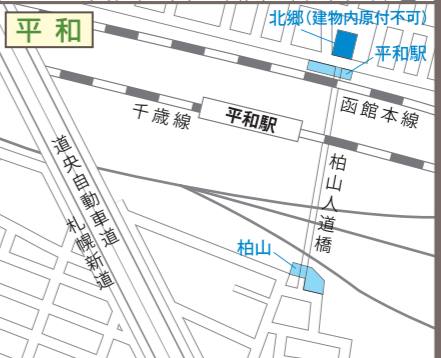 平和
北郷(建物内原付不可)
平和駅
函館本線
千歳線
平和駅
柏山人道橋
道央自動車道
札幌新道
柏山